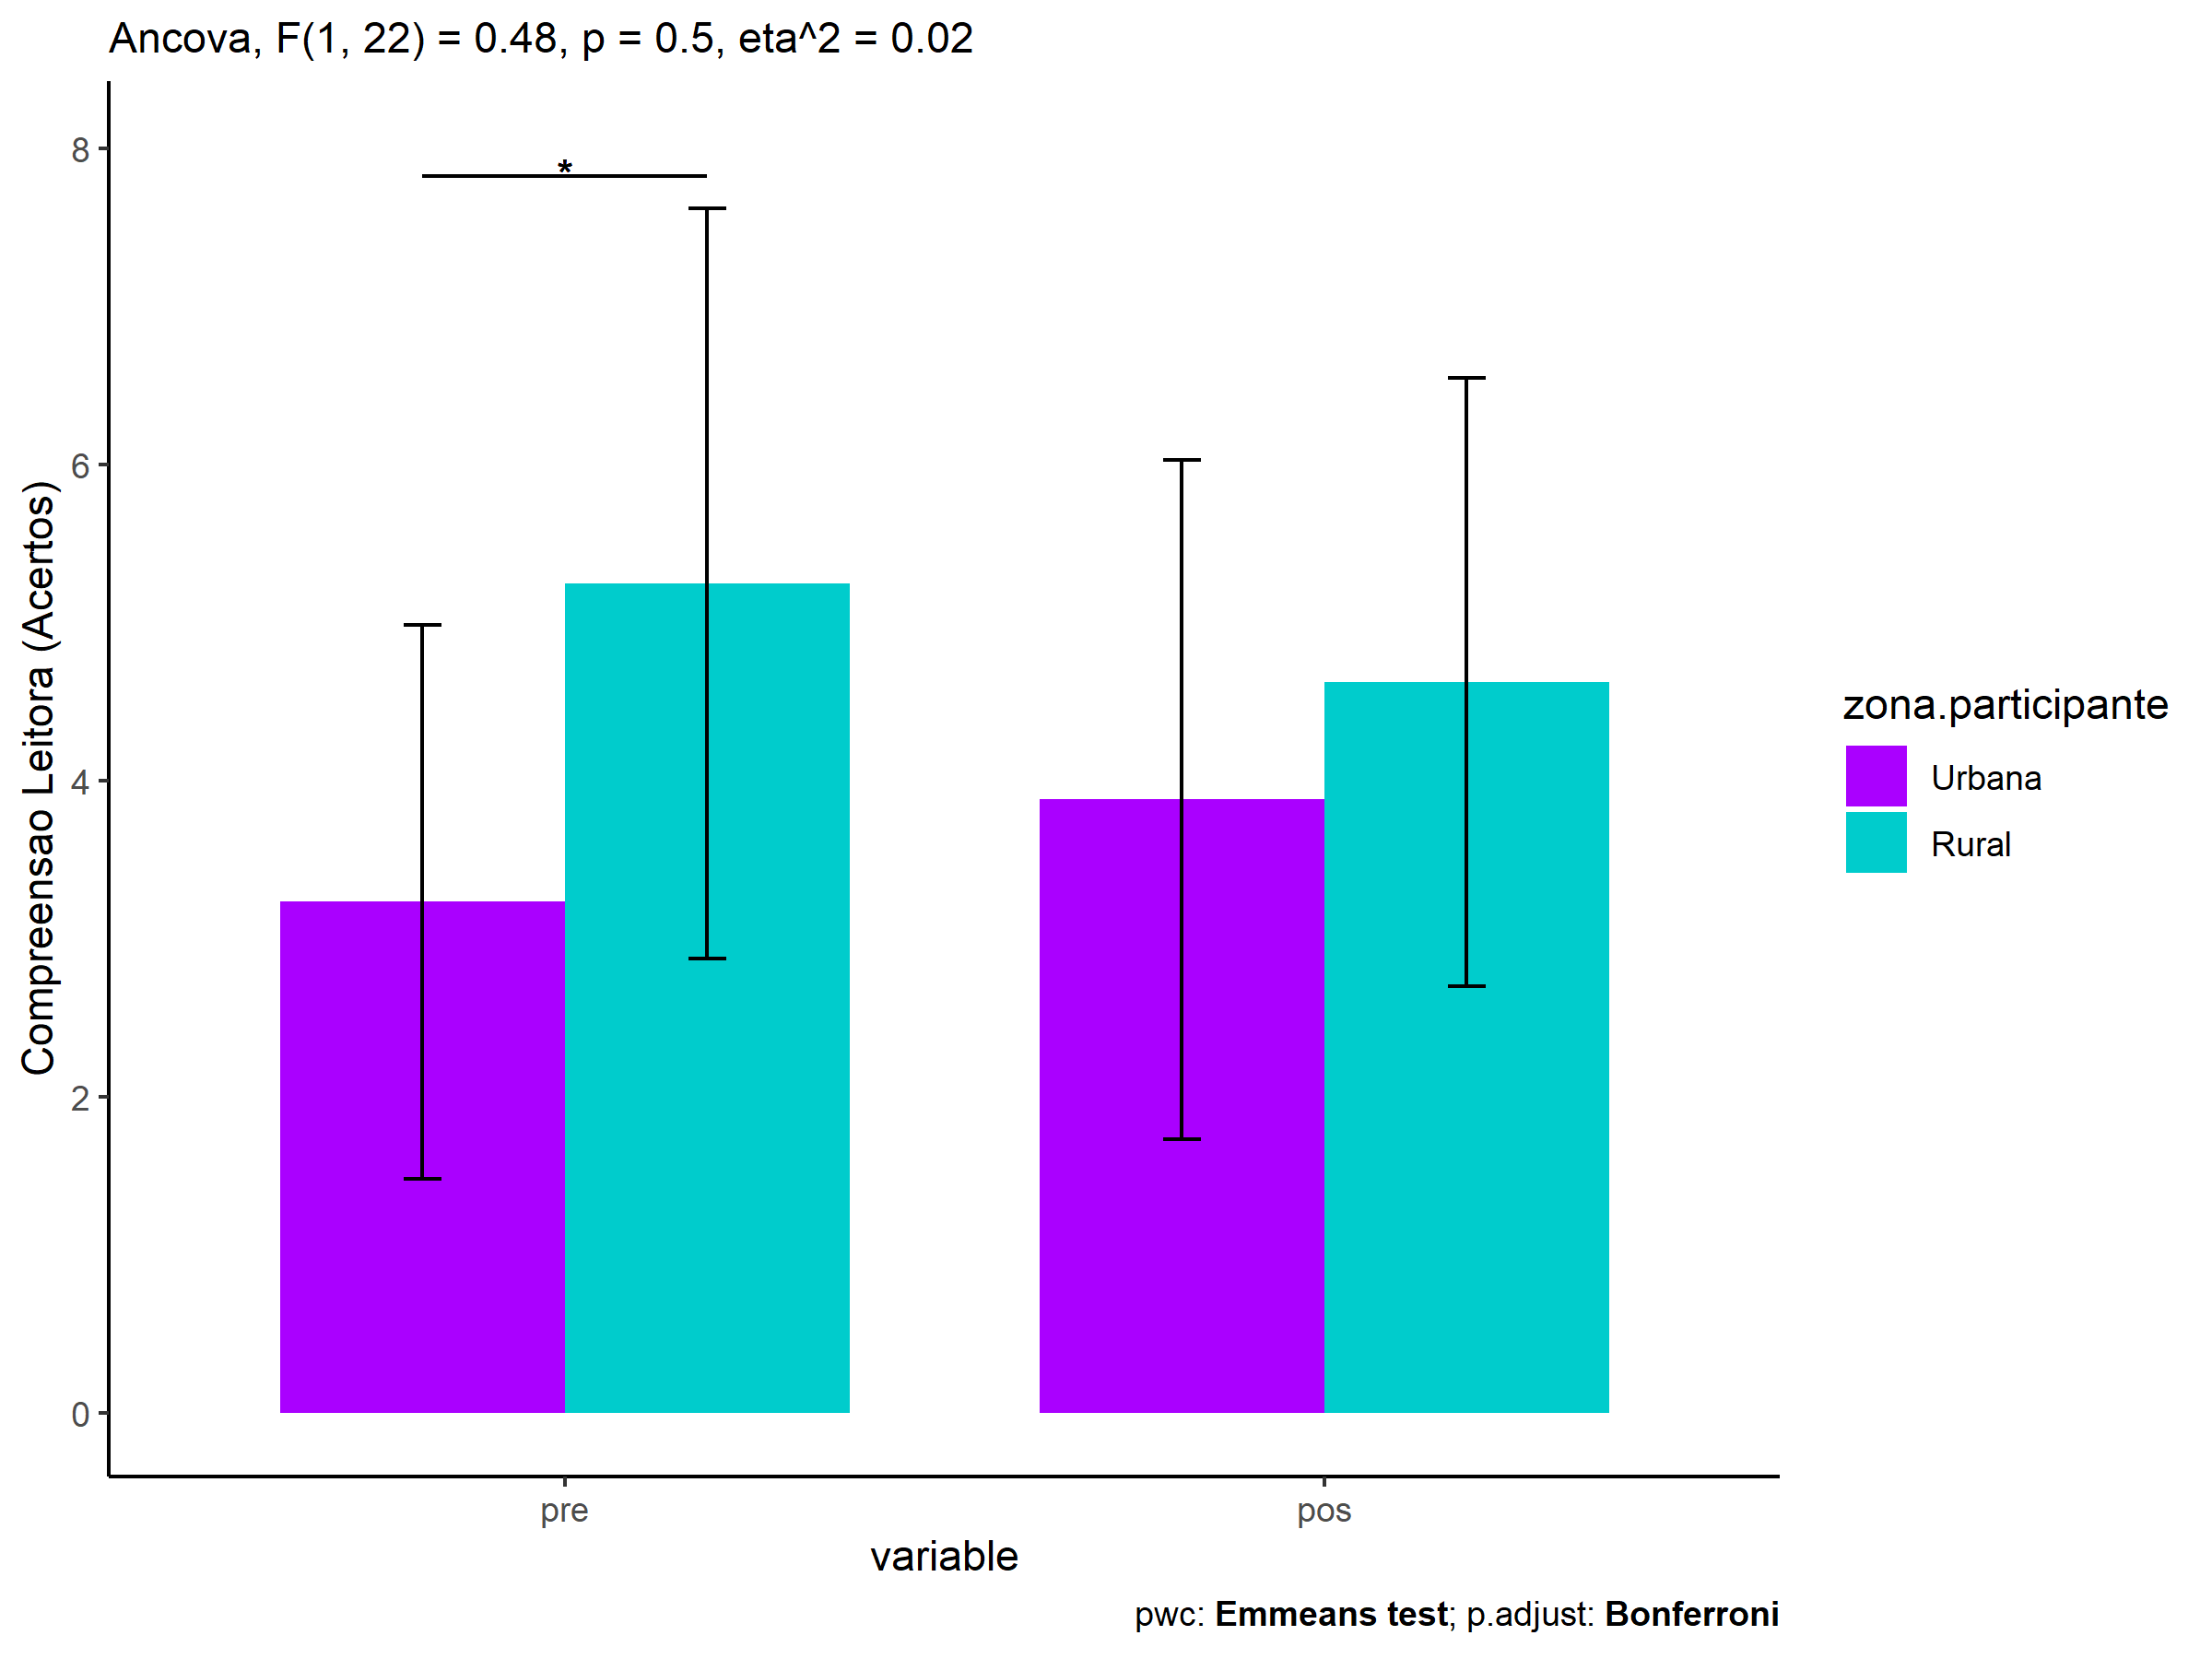 Ancova, F(1, 22) = 0.48, p = 0.5, eta^2 = 0.02
Compreensao Leitora (Acertos)
8
6
4
2
0
*
pre
pos
variable
zona.participante
Urbana
Rural
pwc: Emmeans test; p.adjust: Bonferroni